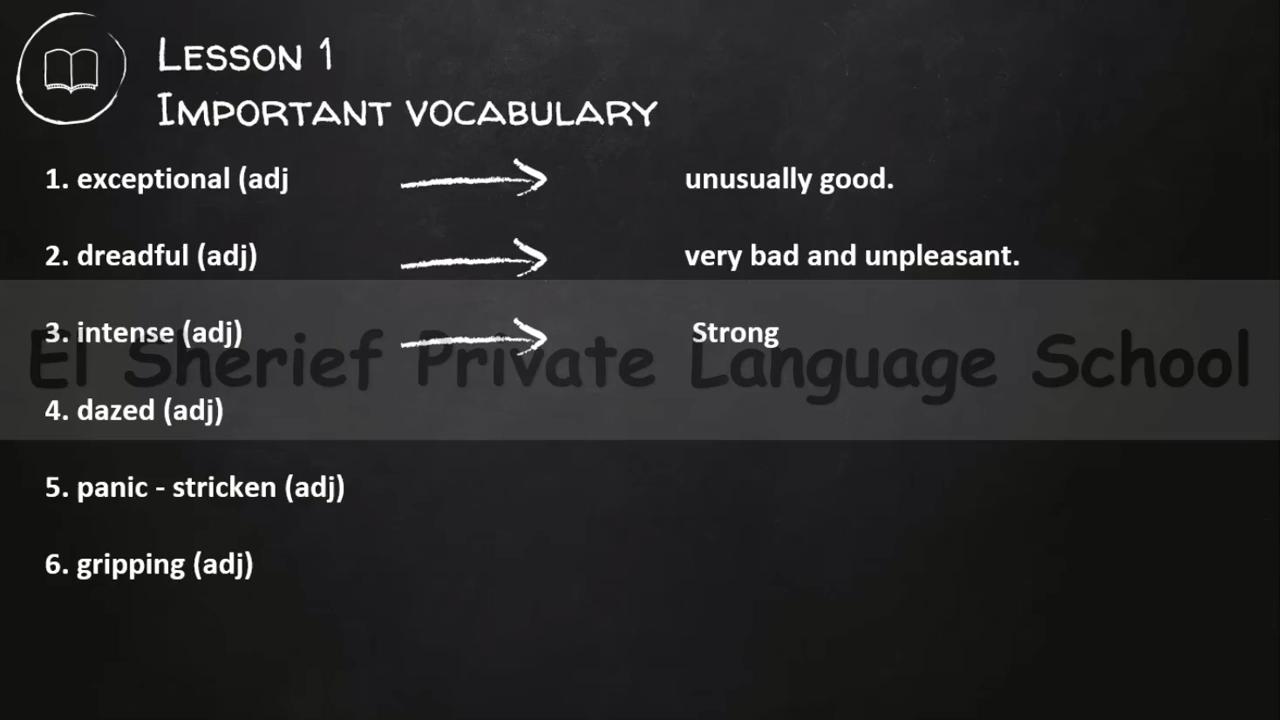 Lesson 1
Important vocabulary
1. exceptional (adj unusually good.
2. dreadful (adj) very bad and unpleasant.
3. intense (adj) Strong
El Sherief Private Language School
4. dazed (adj)
5. panic - stricken (adj)
6. gripping (adj)